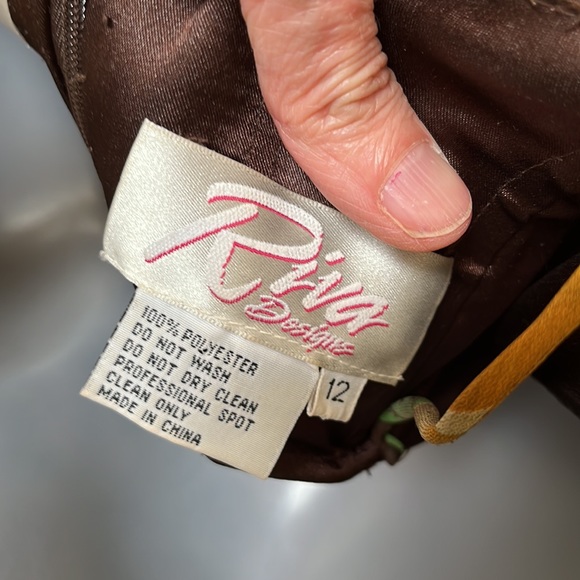 Riva
Designs
100% POLYESTER
DO NOT WASH
DO NOT DRY CLEAN
PROFESSIONAL SPOT
CLEAN ONLY
MADE IN CHINA
12